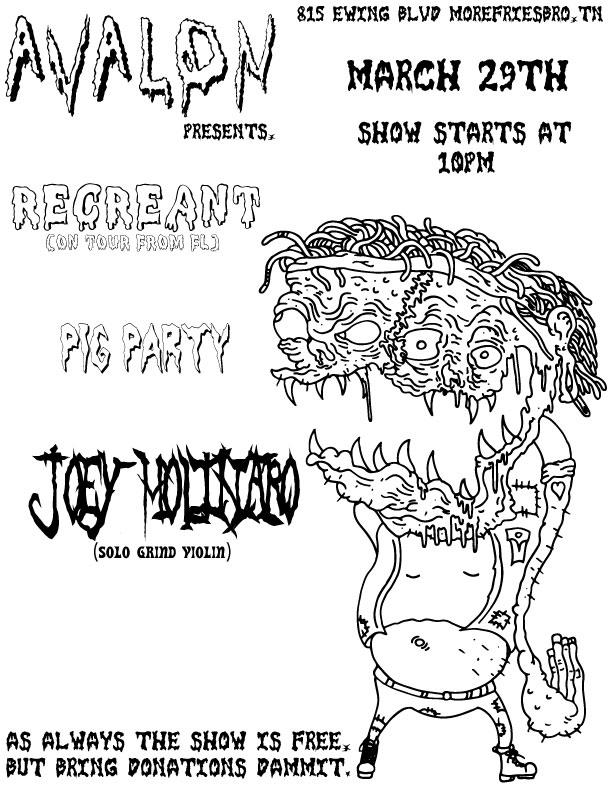 AVALON
815 EWING BLVD MOREFRIESBRO, TN
PRESENTS,
MARCH 29TH
SHOW STARTS AT
10PM
RECREANT
(ON TOUR FROM FL)
PIG PARTY
JOEY MOLINARO
(SOLO GRIND VIOLIN)
AS ALWAYS THE SHOW IS FREE,
BUT BRING DONATIONS DAMMIT.